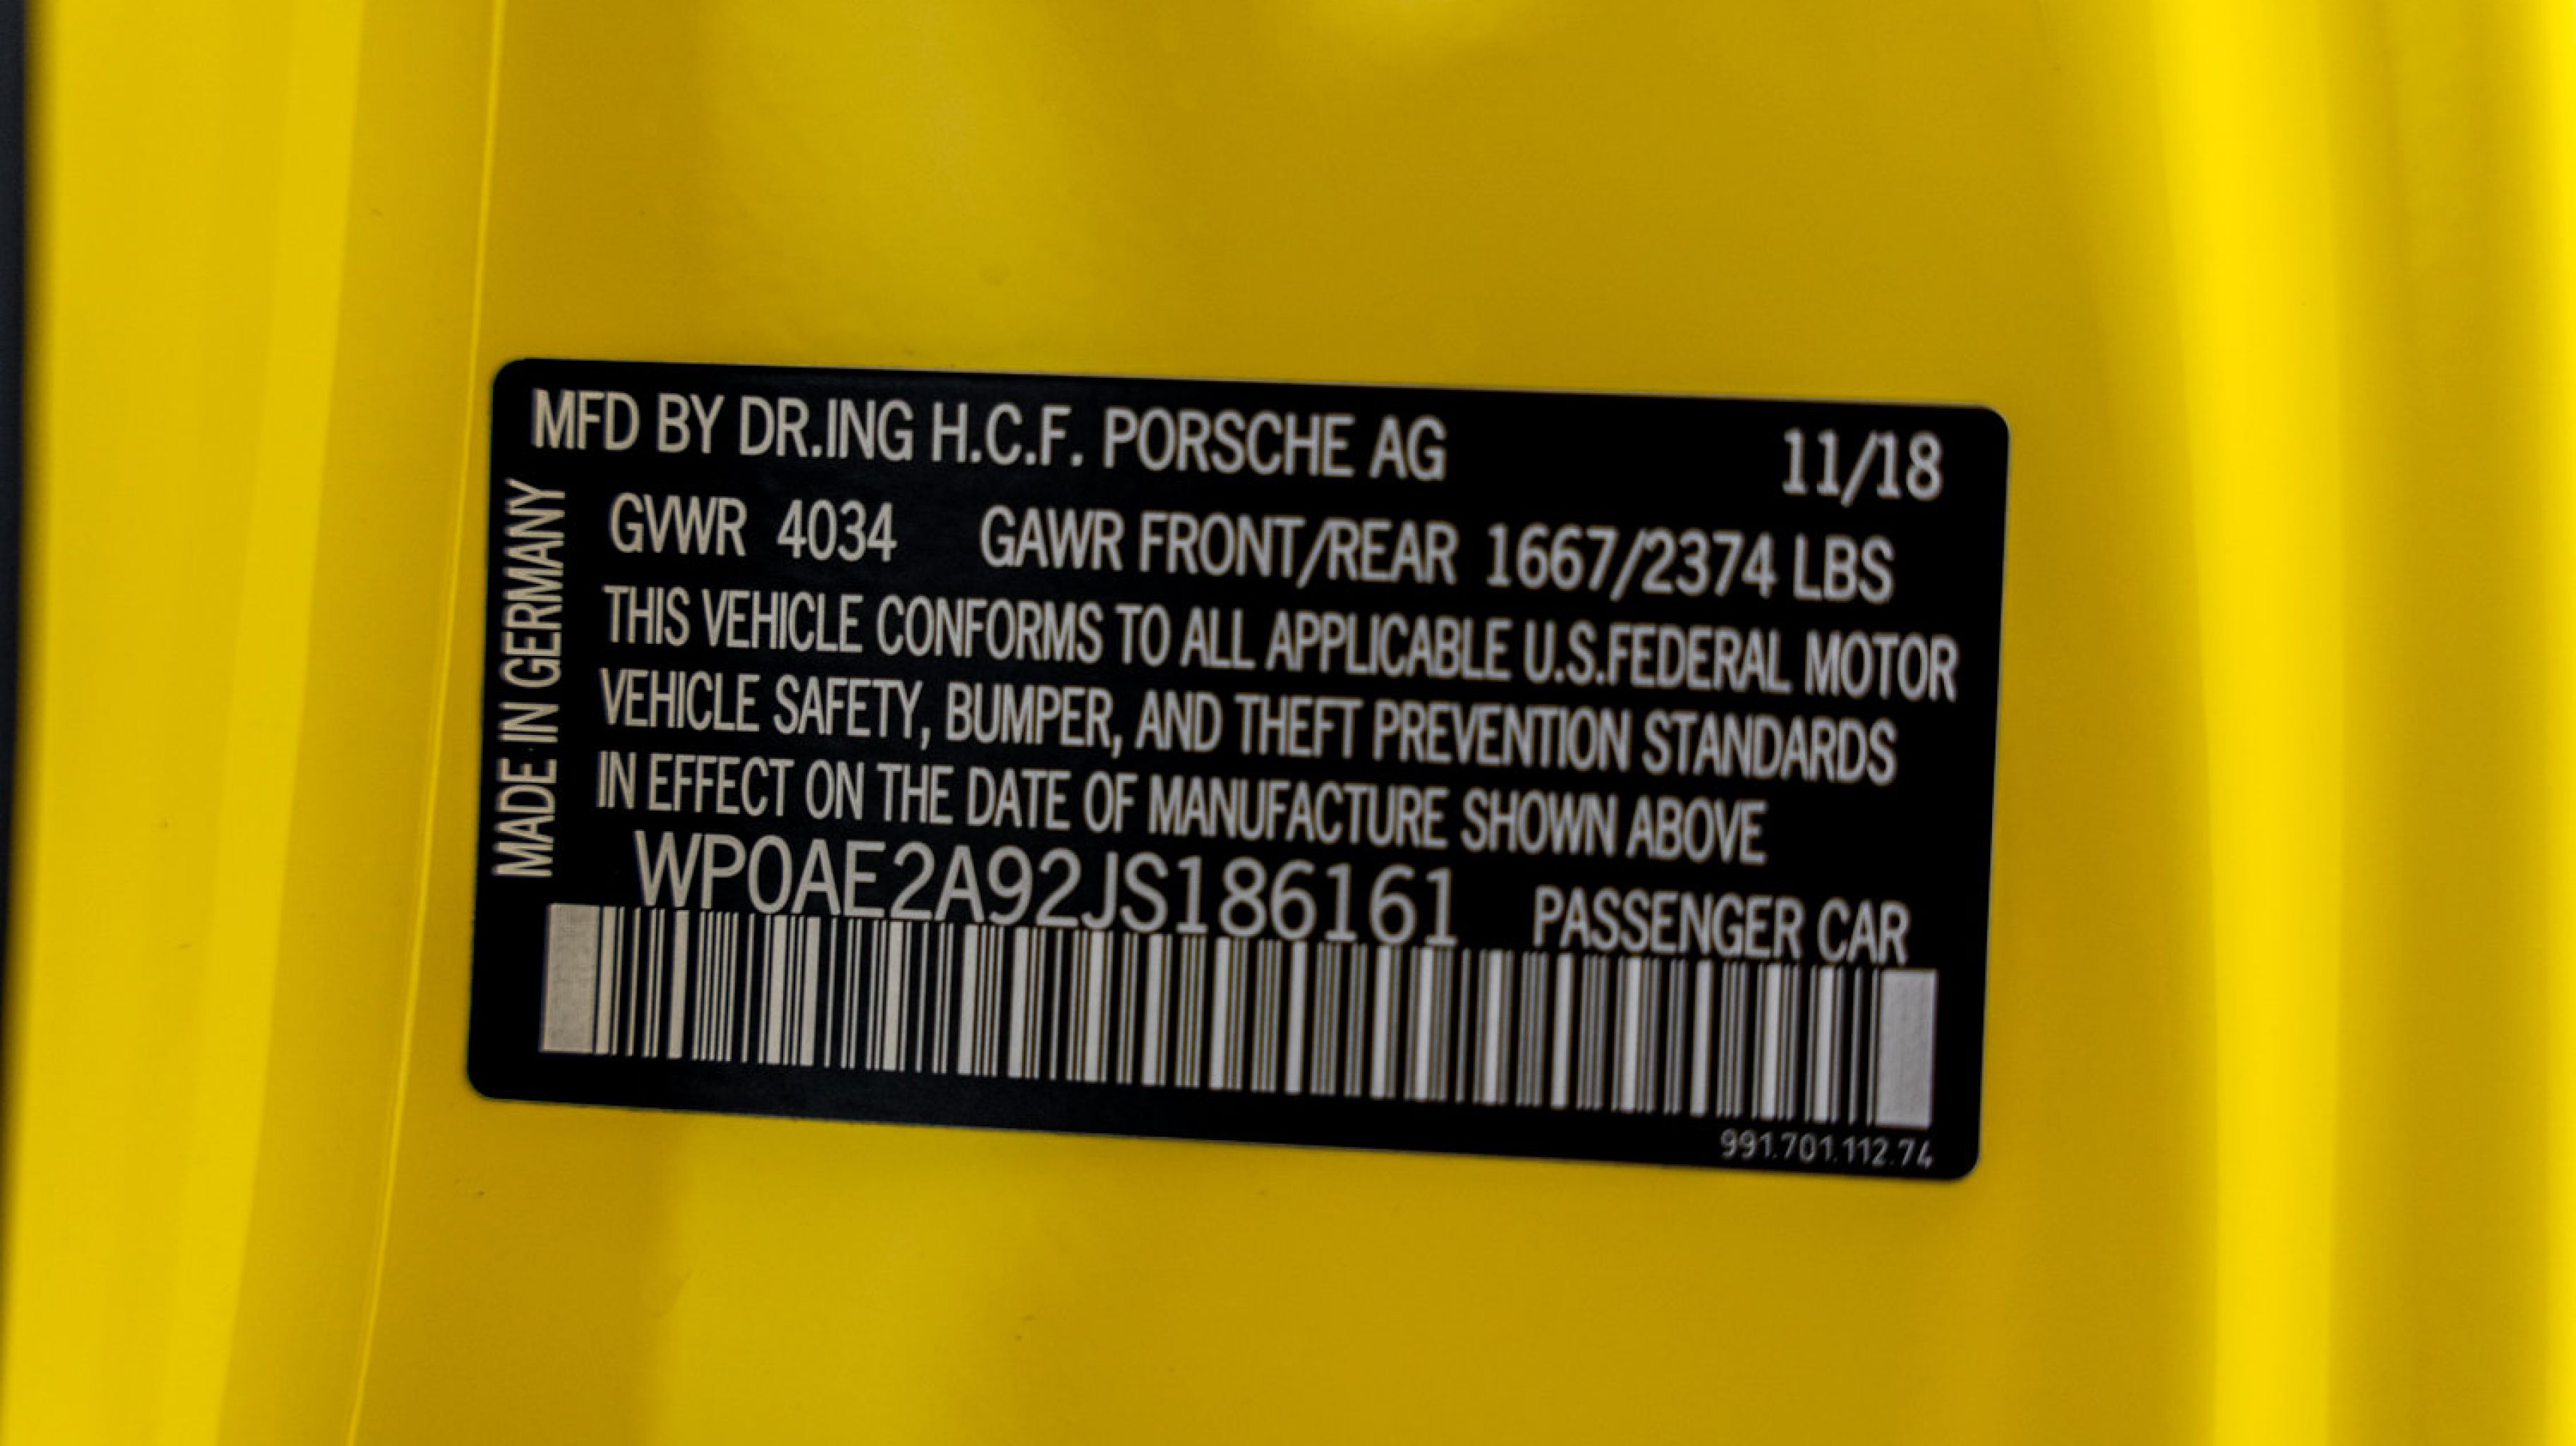 MFD BY DR.ING H.C.F. PORSCHE AG 11/18
GVWR 4034 GAWR FRONT/REAR 1667/2374 LBS
THIS VEHICLE CONFORMS TO ALL APPLICABLE U.S.FEDERAL MOTOR
VEHICLE SAFETY, BUMPER, AND THEFT PREVENTION STANDARDS
IN EFFECT ON THE DATE OF MANUFACTURE SHOWN ABOVE
WP0AE2A92JS186161 PASSENGER CAR
991.701.112.74
MADE IN GERMANY